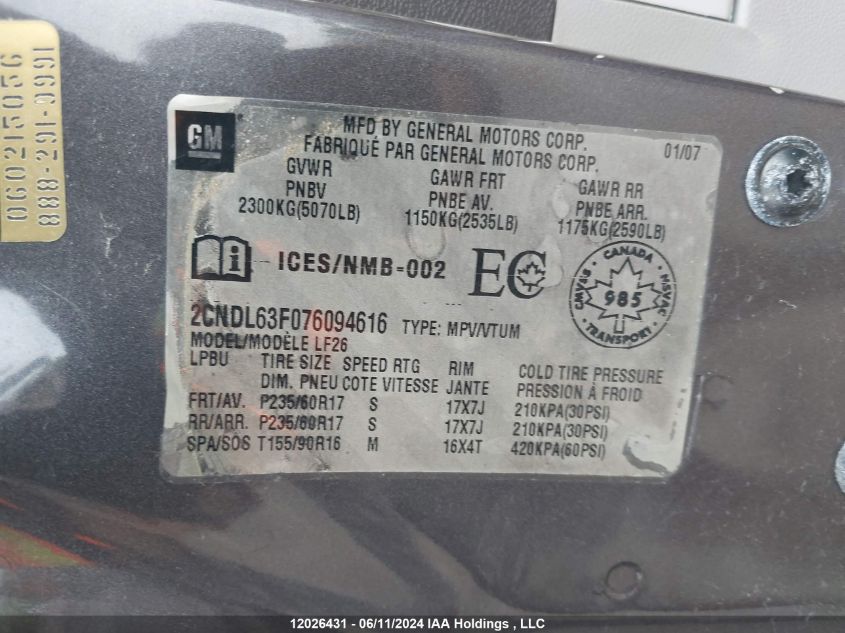 060215056
888-291-9991
GM
MFD BY GENERAL MOTORS CORP.
FABRIQUÉ PAR GENERAL MOTORS CORP.
01/07
GVWR GAWR FRT GAWR RR
PNBV PNBE AV. PNBE ARR.
2300KG(5070LB) 1150KG(2535LB) 1175KG(2590LB)
i ICES/NMB-002 EC
CANADA
CMVSS 985 NSVAC
TRANSPORT
2CNDL63F076094616 TYPE: MPV/VTUM
MODEL/MODÈLE LF26
LPBU TIRE SIZE SPEED RTG RIM COLD TIRE PRESSURE
DIM. PNEU COTE VITESSE JANTE PRESSION À FROID
FRT/AV. P235/60R17 S 17X7J 210KPA(30PSI)
RR/ARR. P235/60R17 S 17X7J 210KPA(30PSI)
SPA/SOS T155/90R16 M 16X4T 420KPA(60PSI)
12026431 - 06/11/2024 IAA Holdings , LLC